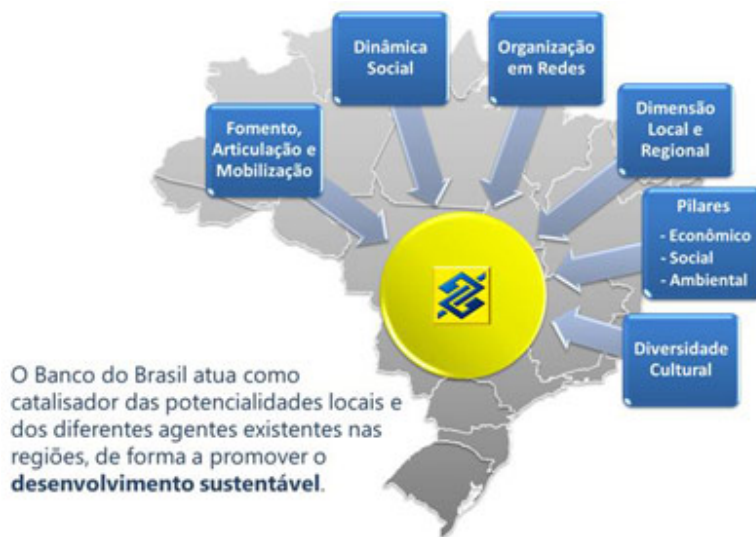 Dinâmica
Social
Organização
em Redes
Fomento,
Articulação e
Mobilização
Dimensão
Local e
Regional
Pilares
- Econômico
- Social
- Ambiental
Diversidade
Cultural
O Banco do Brasil atua como
catalisador das potencialidades locais e
dos diferentes agentes existentes nas
regiões, de forma a promover o
desenvolvimento sustentável.